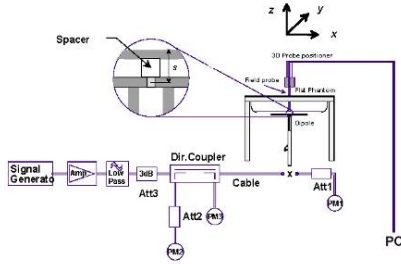 z
y
x
Spacer
s
3D Probe positioner
Field probe
Flat Phantom
Dipole
Signal
Generato
Amp
Low
Pass
3dB
Att3
Dir.Coupler
Cable
x
Att1
PM1
Att2
PM3
PM2
PC